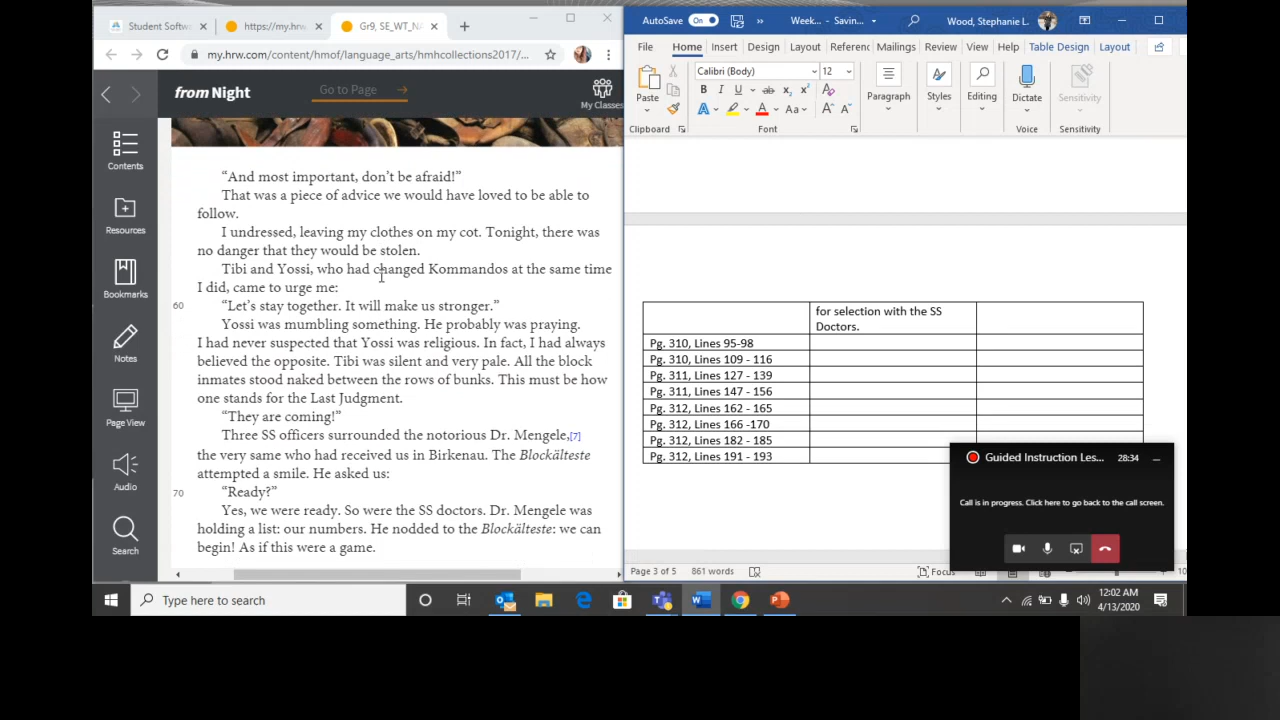 Student Softw
https://my.hrw
Gr9, SE_WT_NA
my.hrw.com/content/hmof/language_arts/hmhcollections2017/...
from Night
Go to Page
My Classes
Contents
Resources
Bookmarks
Notes
Page View
Audio
Search
“And most important, don’t be afraid!”
That was a piece of advice we would have loved to be able to
follow.
I undressed, leaving my clothes on my cot. Tonight, there was
no danger that they would be stolen.
Tibi and Yossi, who had changed Kommandos at the same time
I did, came to urge me:
60 “Let’s stay together. It will make us stronger.”
Yossi was mumbling something. He probably was praying.
I had never suspected that Yossi was religious. In fact, I had always
believed the opposite. Tibi was silent and very pale. All the block
inmates stood naked between the rows of bunks. This must be how
one stands for the Last Judgment.
“They are coming!”
Three SS officers surrounded the notorious Dr. Mengele,[7]
the very same who had received us in Birkenau. The Blockälteste
attempted a smile. He asked us:
70 “Ready?”
Yes, we were ready. So were the SS doctors. Dr. Mengele was
holding a list: our numbers. He nodded to the Blockälteste: we can
begin! As if this were a game.
AutoSave On Week... - Savin... Wood, Stephanie L.
File Home Insert Design Layout Referenc Mailings Review View Help Table Design Layout
Paste
Calibri (Body) 12
B I U ab x₂ x² A
A A Aa A A
Paragraph
Styles
Editing
Dictate
Sensitivity
Clipboard Font Voice Sensitivity
for selection with the SS
Doctors.
Pg. 310, Lines 95-98
Pg. 310, Lines 109 - 116
Pg. 311, Lines 127 - 139
Pg. 311, Lines 147 - 156
Pg. 312, Lines 162 - 165
Pg. 312, Lines 166 -170
Pg. 312, Lines 182 - 185
Pg. 312, Lines 191 - 193
Guided Instruction Les... 28:34
Call is in progress. Click here to go back to the call screen.
Page 3 of 5 861 words Focus 10
Type here to search
12:02 AM
4/13/2020